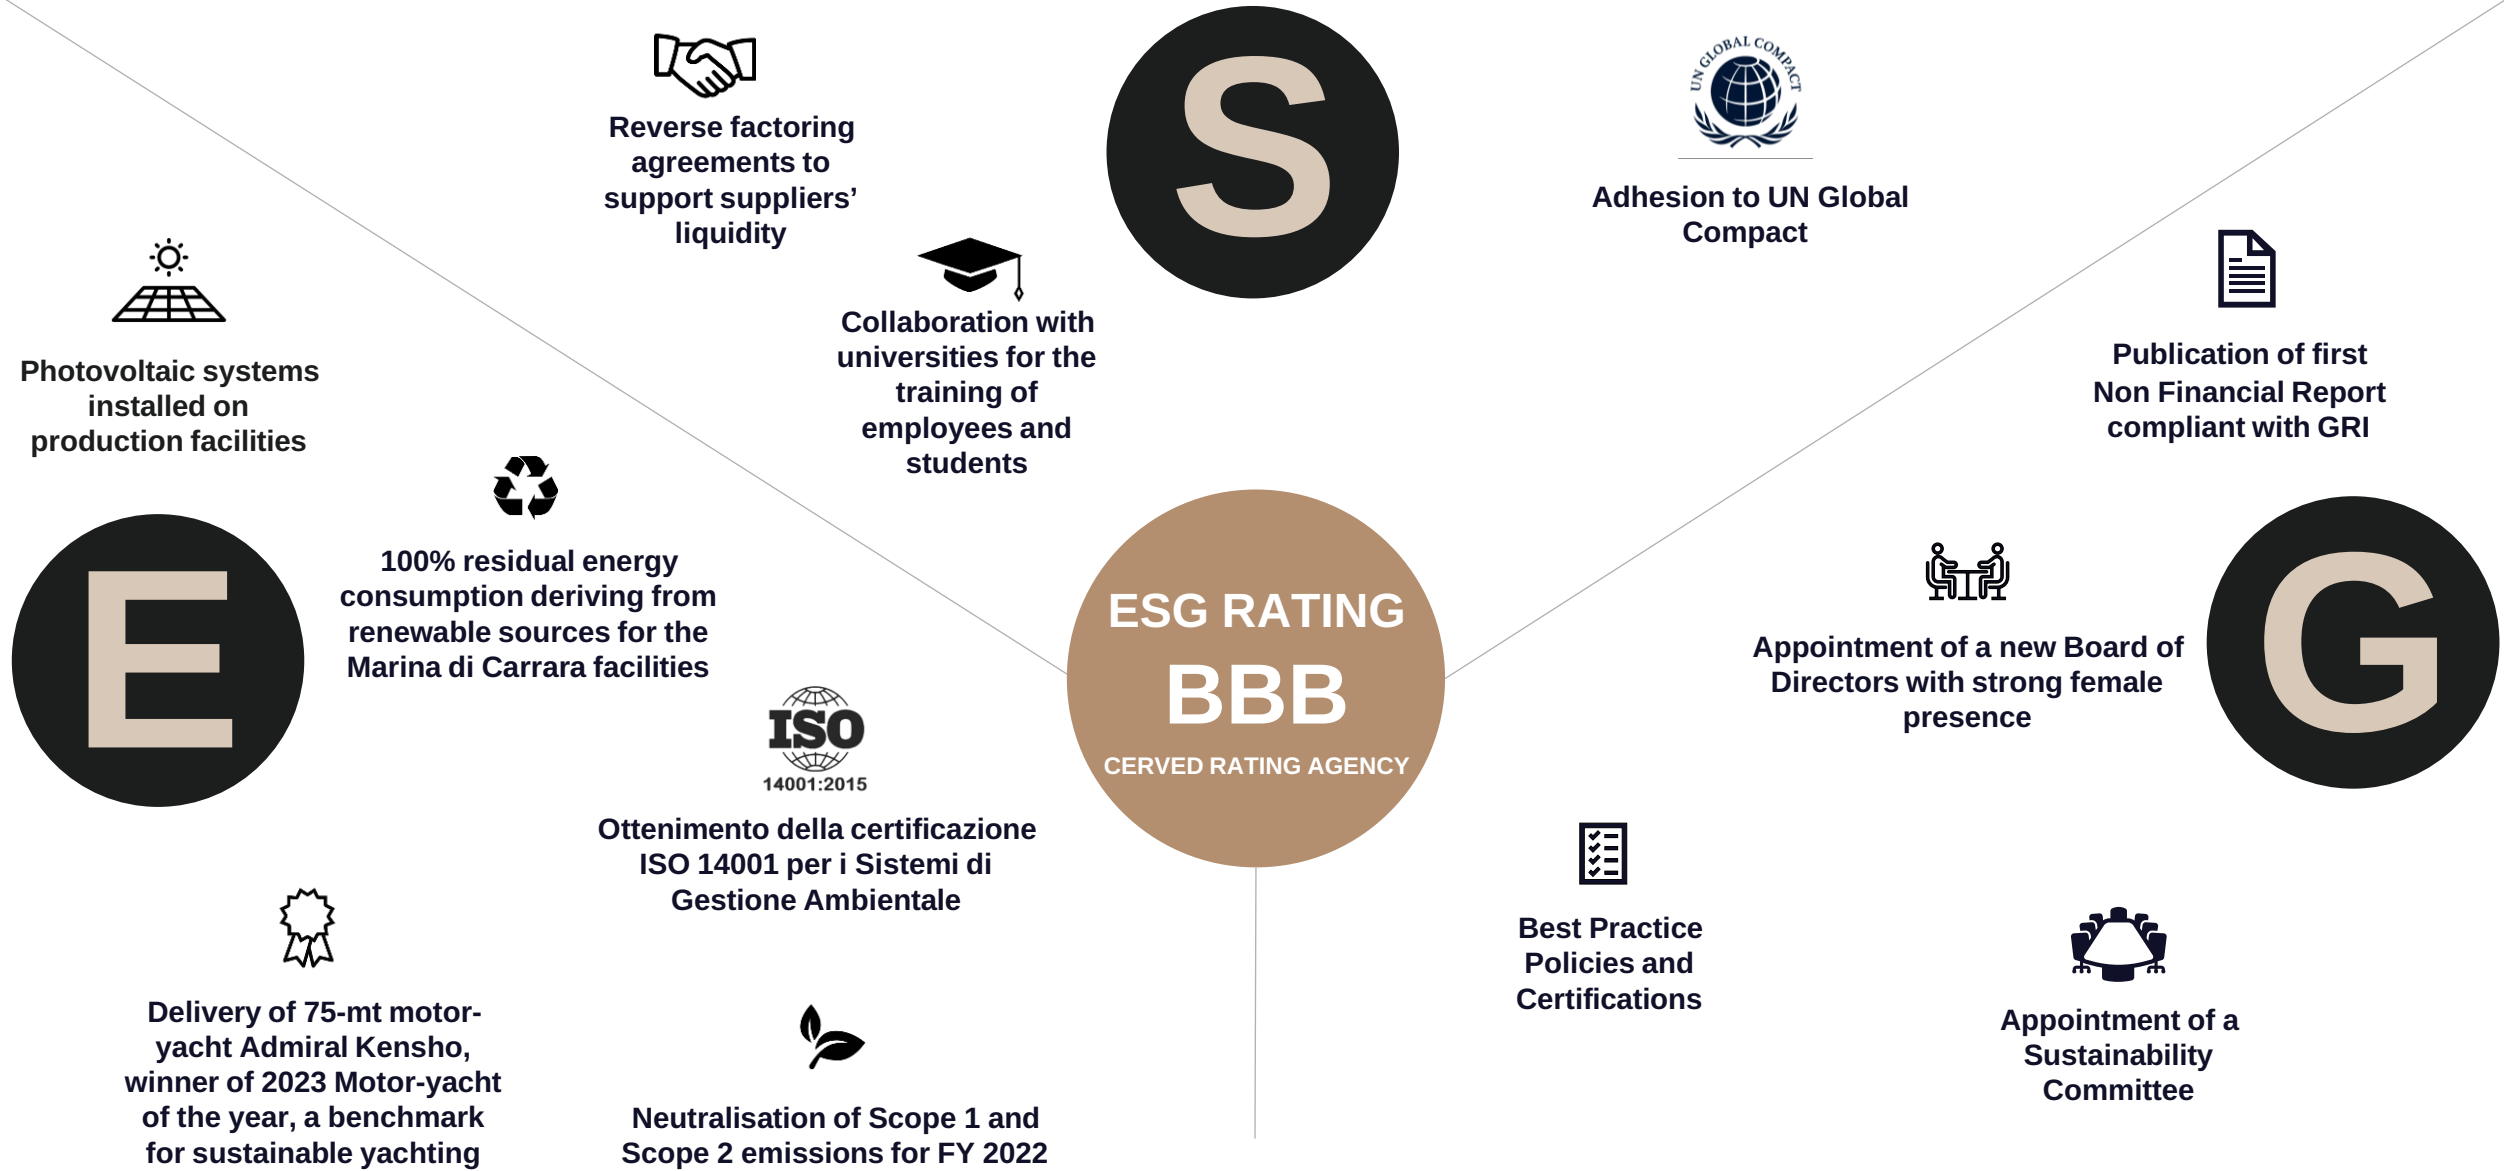 Reverse factoring
agreements to
support suppliers’
liquidity
S
UN GLOBAL COMPACT
Adhesion to UN Global
Compact
Collaboration with
universities for the
training of
employees and
students
Photovoltaic systems
installed on
production facilities
100% residual energy
consumption deriving from
renewable sources for the
Marina di Carrara facilities
E
ISO
14001:2015
Ottenimento della certificazione
ISO 14001 per i Sistemi di
Gestione Ambientale
Delivery of 75-mt motor-
yacht Admiral Kensho,
winner of 2023 Motor-yacht
of the year, a benchmark
for sustainable yachting
Neutralisation of Scope 1 and
Scope 2 emissions for FY 2022
ESG RATING
BBB
CERVED RATING AGENCY
Publication of first
Non Financial Report
compliant with GRI
Appointment of a new Board of
Directors with strong female
presence
G
Best Practice
Policies and
Certifications
Appointment of a
Sustainability
Committee